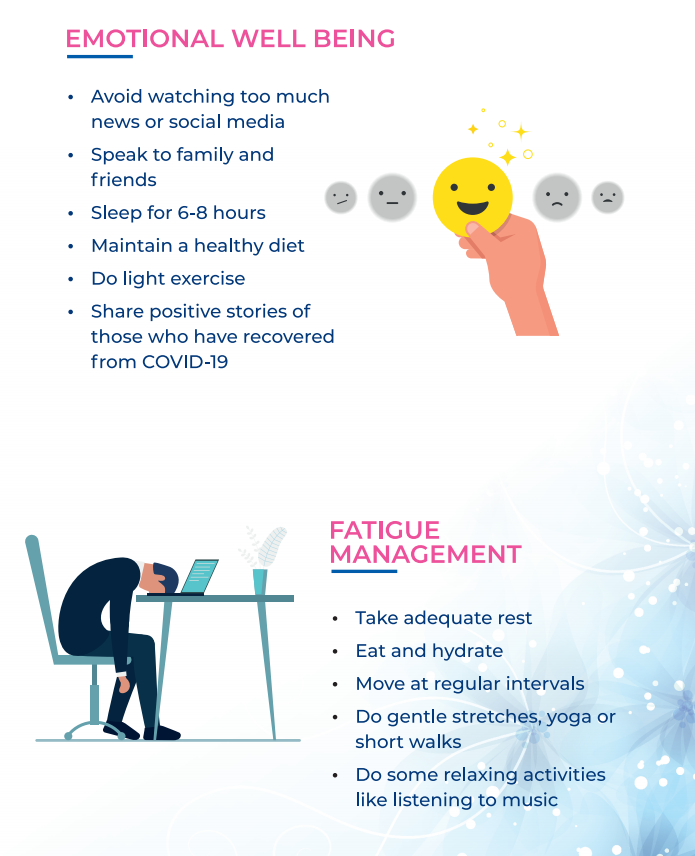 EMOTIONAL WELL BEING
• Avoid watching too much
news or social media
• Speak to family and
friends
• Sleep for 6-8 hours
• Maintain a healthy diet
• Do light exercise
• Share positive stories of
those who have recovered
from COVID-19
FATIGUE
MANAGEMENT
• Take adequate rest
• Eat and hydrate
• Move at regular intervals
• Do gentle stretches, yoga or
short walks
• Do some relaxing activities
like listening to music